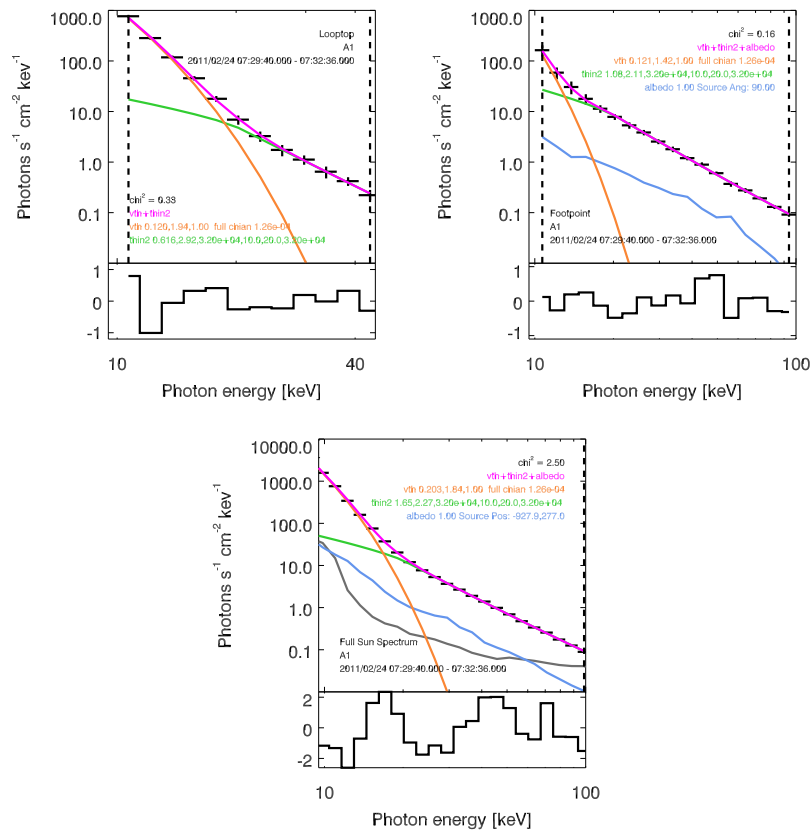 1000.0
100.0
10.0
1.0
0.1
Photons s⁻¹ cm⁻² keV⁻¹
Looptop
A1
2011/02/24 07:29:40.000 - 07:32:36.000
chi² = 0.33
vth+thin2
vth 0.120,1.94,1.00 full chian 1.26e-04
thin2 0.616,2.92,3.20e+04,10.0,20.0,3.20e+04
1
0
-1
10
40
Photon energy [keV]
1000.0
100.0
10.0
1.0
0.1
Photons s⁻¹ cm⁻² keV⁻¹
chi² = 0.16
vth+thin2+albedo
vth 0.121,1.42,1.00 full chian 1.26e-04
thin2 1.08,2.11,3.20e+04,10.0,20.0,3.20e+04
albedo 1.00 Source Ang: 90.00
Footpoint
A1
2011/02/24 07:29:40.000 - 07:32:36.000
1
0
-1
10
100
Photon energy [keV]
10000.0
1000.0
100.0
10.0
1.0
0.1
Photons s⁻¹ cm⁻² keV⁻¹
chi² = 2.50
vth+thin2+albedo
vth 0.203,1.84,1.00 full chian 1.26e-04
thin2 1.65,2.27,3.20e+04,10.0,20.0,3.20e+04
albedo 1.00 Source Pos: -927.9,277.0
Full Sun Spectrum
A1
2011/02/24 07:29:40.000 - 07:32:36.000
2
0
-2
10
100
Photon energy [keV]